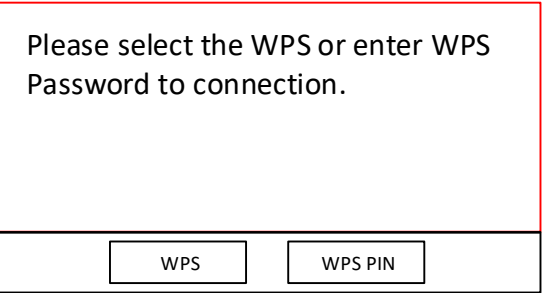 Please select the WPS or enter WPS
Password to connection.
WPS
WPS PIN